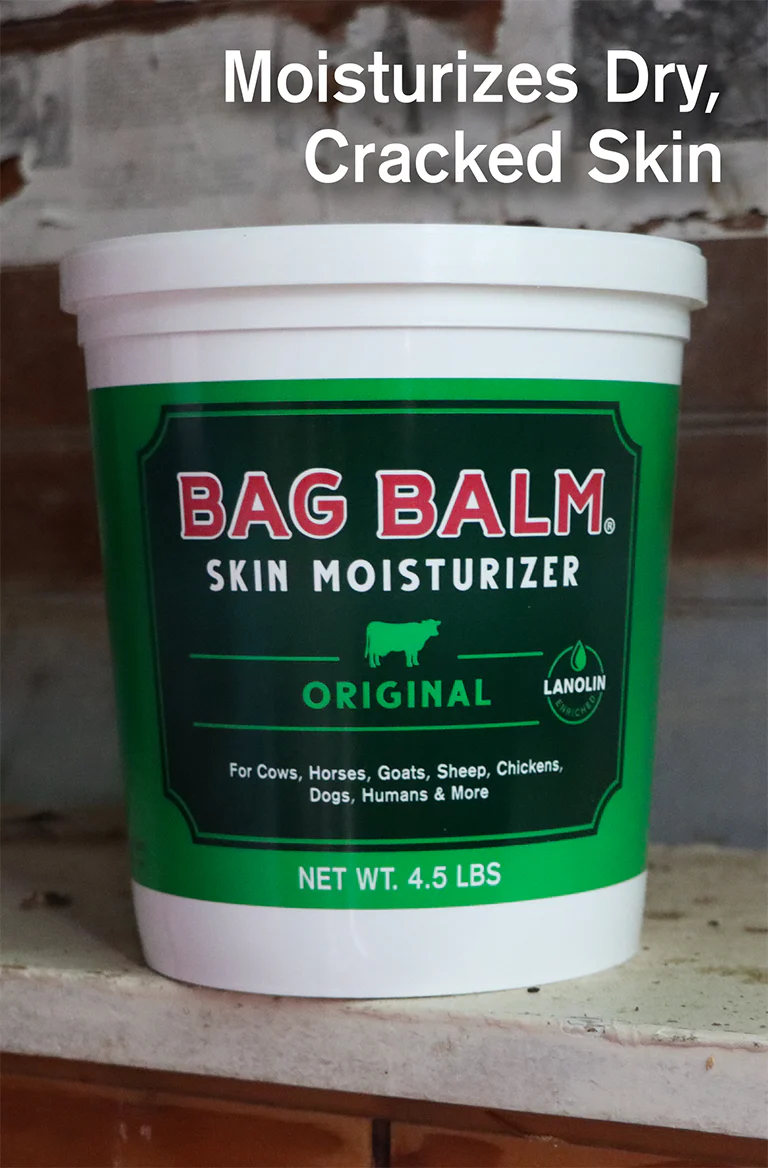 Moisturizes Dry,
Cracked Skin
BAG BALM®
SKIN MOISTURIZER
ORIGINAL
LANOLIN
ENRICHED
For Cows, Horses, Goats, Sheep, Chickens,
Dogs, Humans & More
NET WT. 4.5 LBS